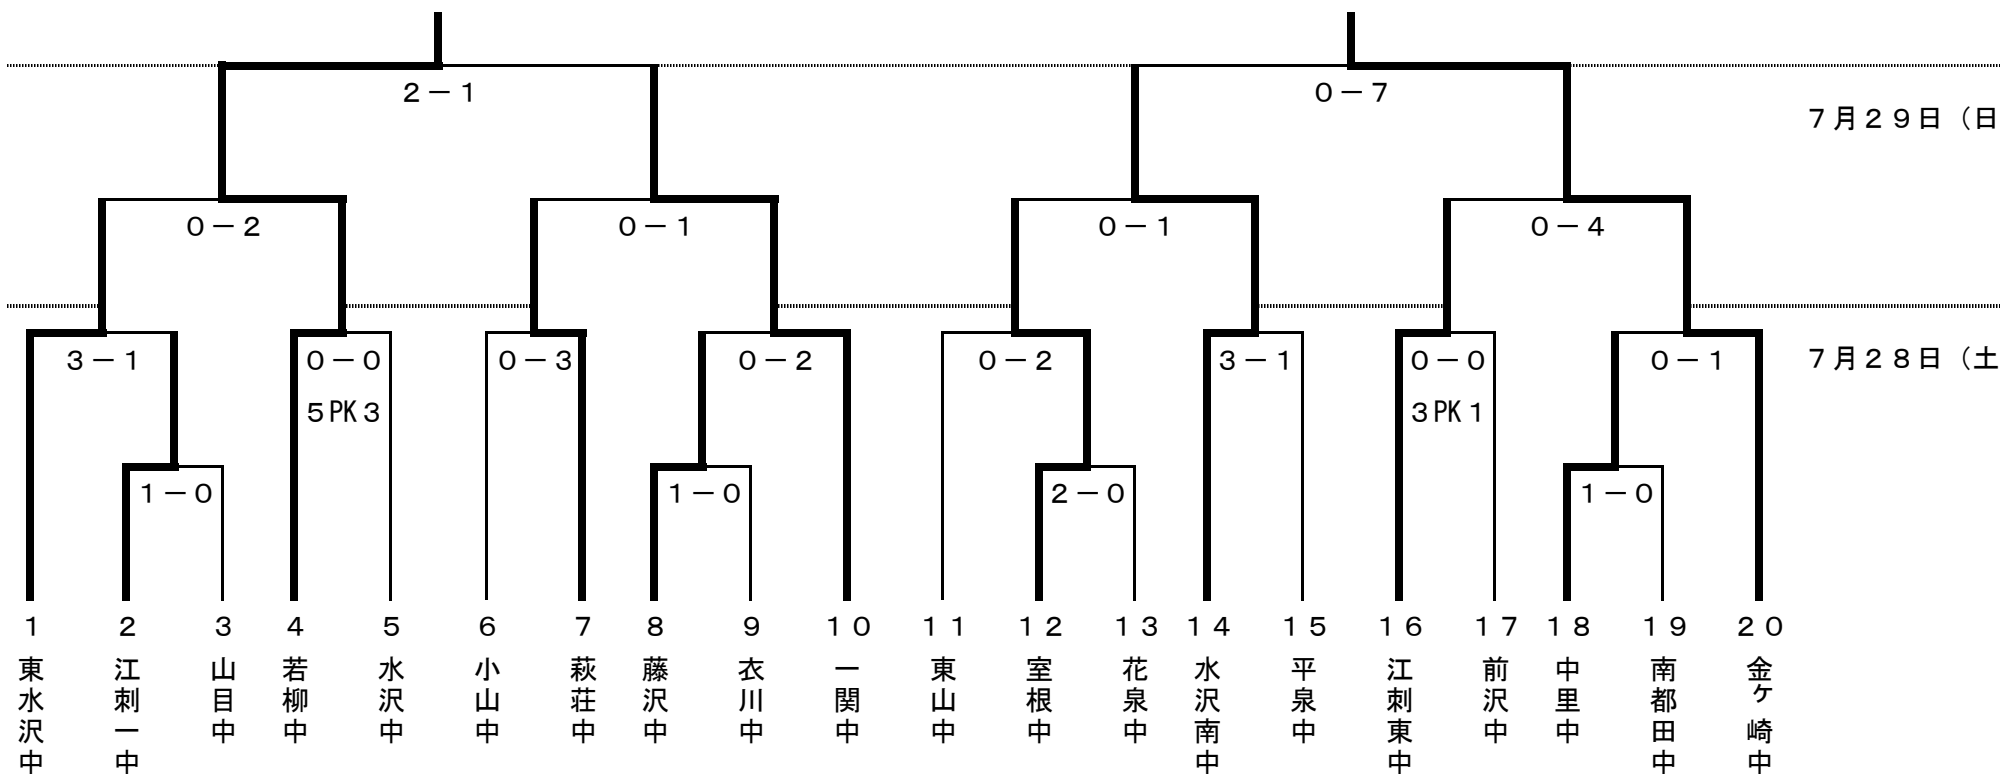 ２－１
０－７
７月２９日（日
０－２
０－１
０－１
０－４
３－１
０－０
０－３
０－２
０－２
３－１
０－０
０－１
７月２８日（土
５PK３
３PK１
１－０
１－０
２－０
１－０
１
２
３
４
５
６
７
８
９
１０
１１
１２
１３
１４
１５
１６
１７
１８
１９
２０
東水沢中
江刺一中
山目中
若柳中
水沢中
小山中
萩荘中
藤沢中
衣川中
一関中
東山中
室根中
花泉中
水沢南中
平泉中
江刺東中
前沢中
中里中
南都田中
金ケ崎中